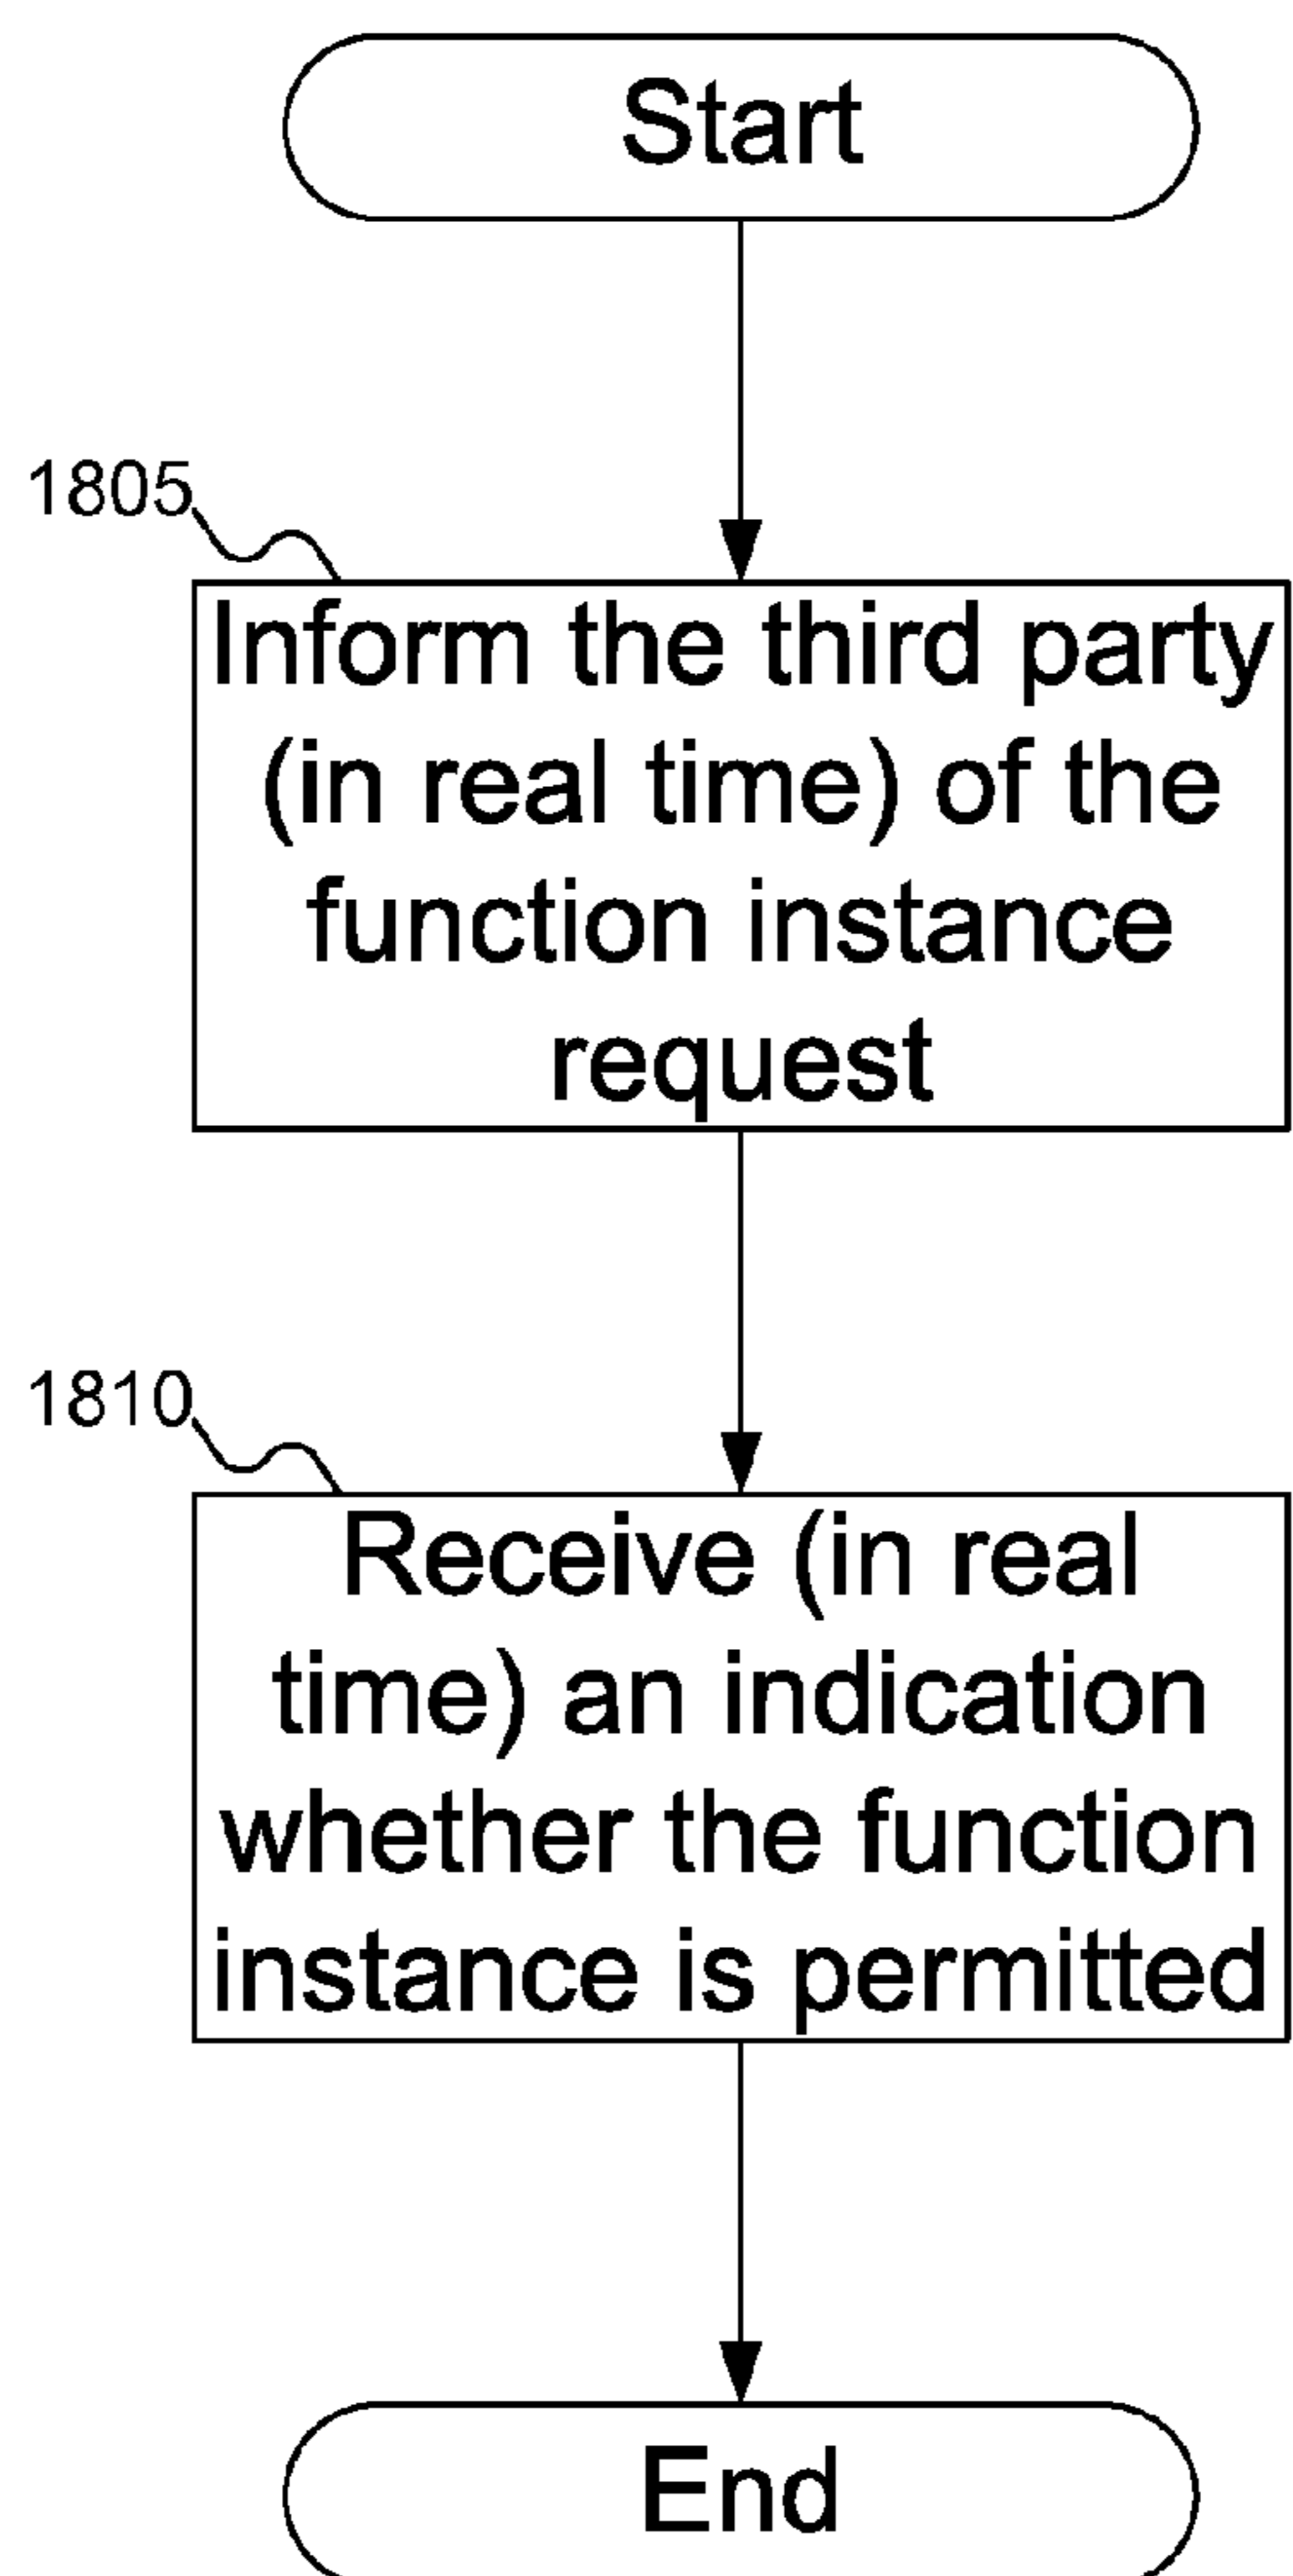 Start
1805
Inform the third party
(in real time) of the
function instance
request
1810
Receive (in real
time) an indication
whether the function
instance is permitted
End